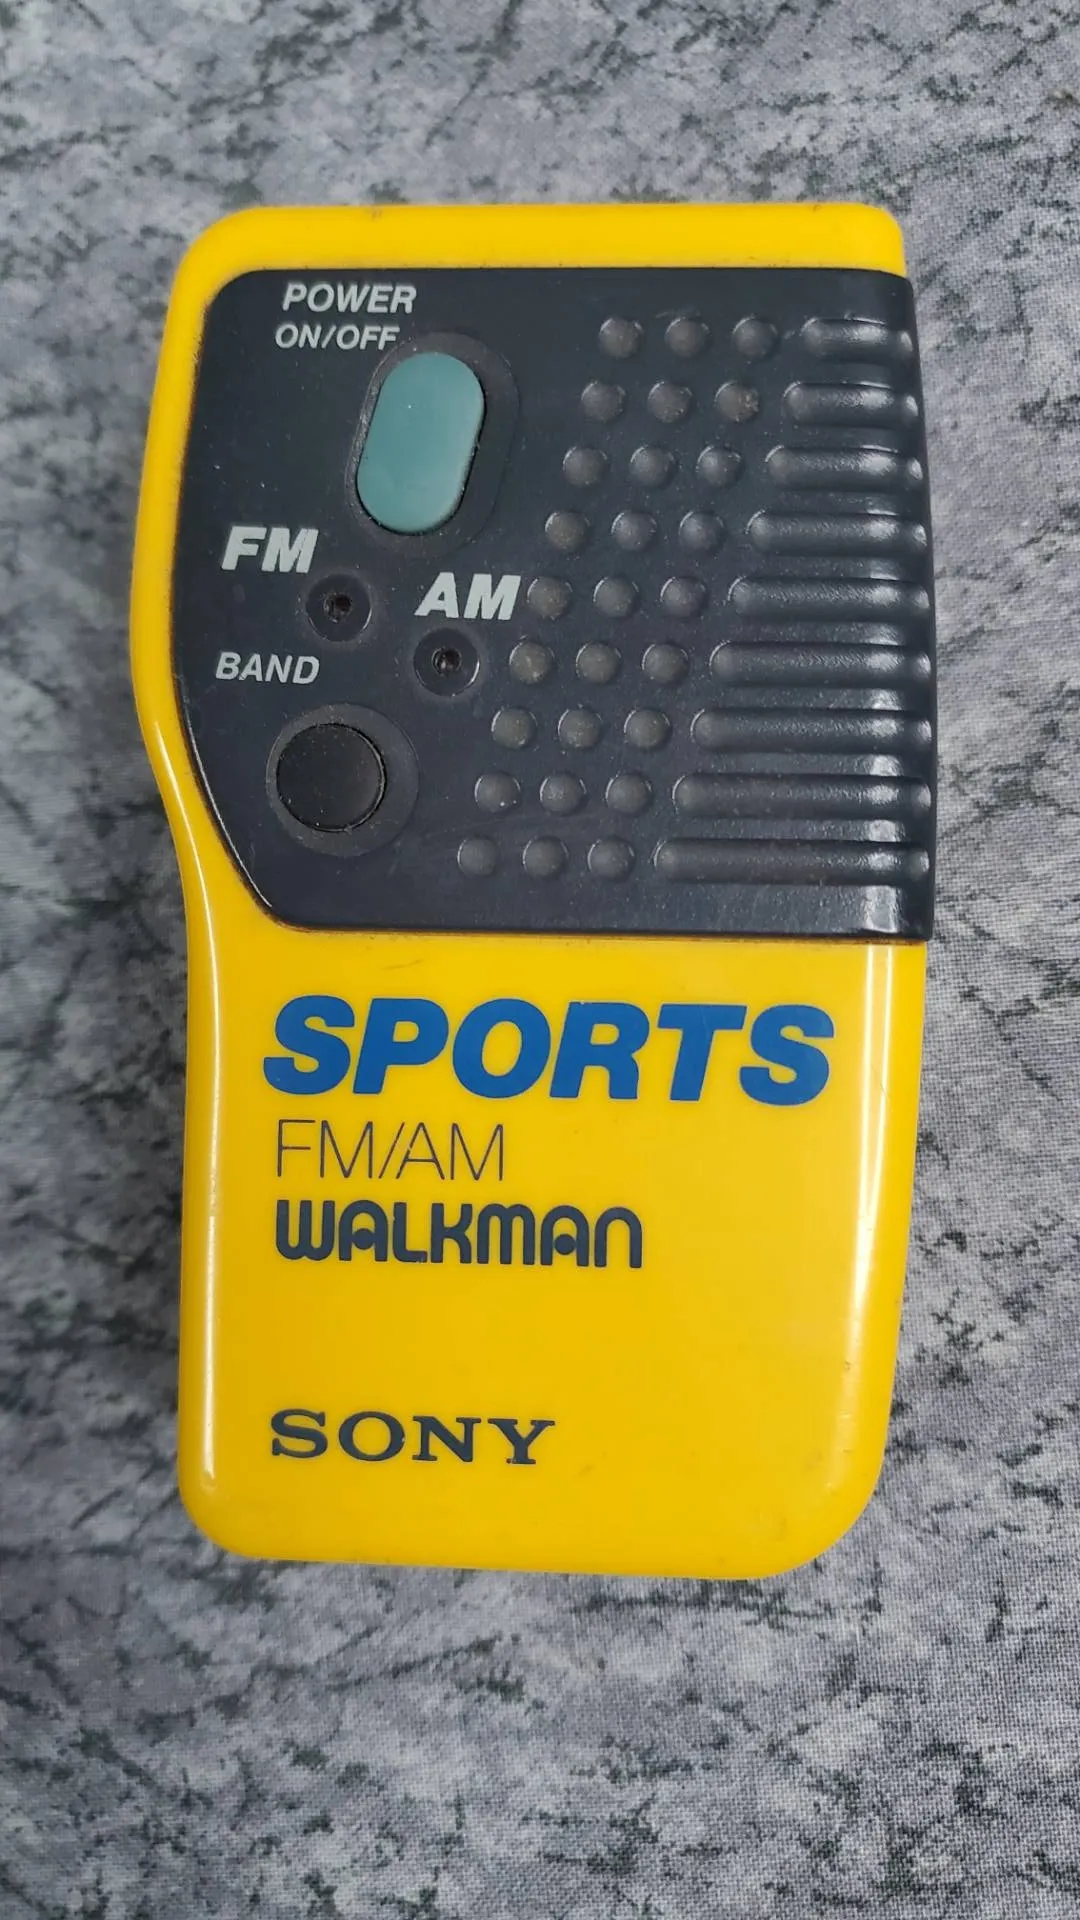 POWER
ON/OFF
FM
AM
BAND
SPORTS
FM/AM
WALKMAN
SONY